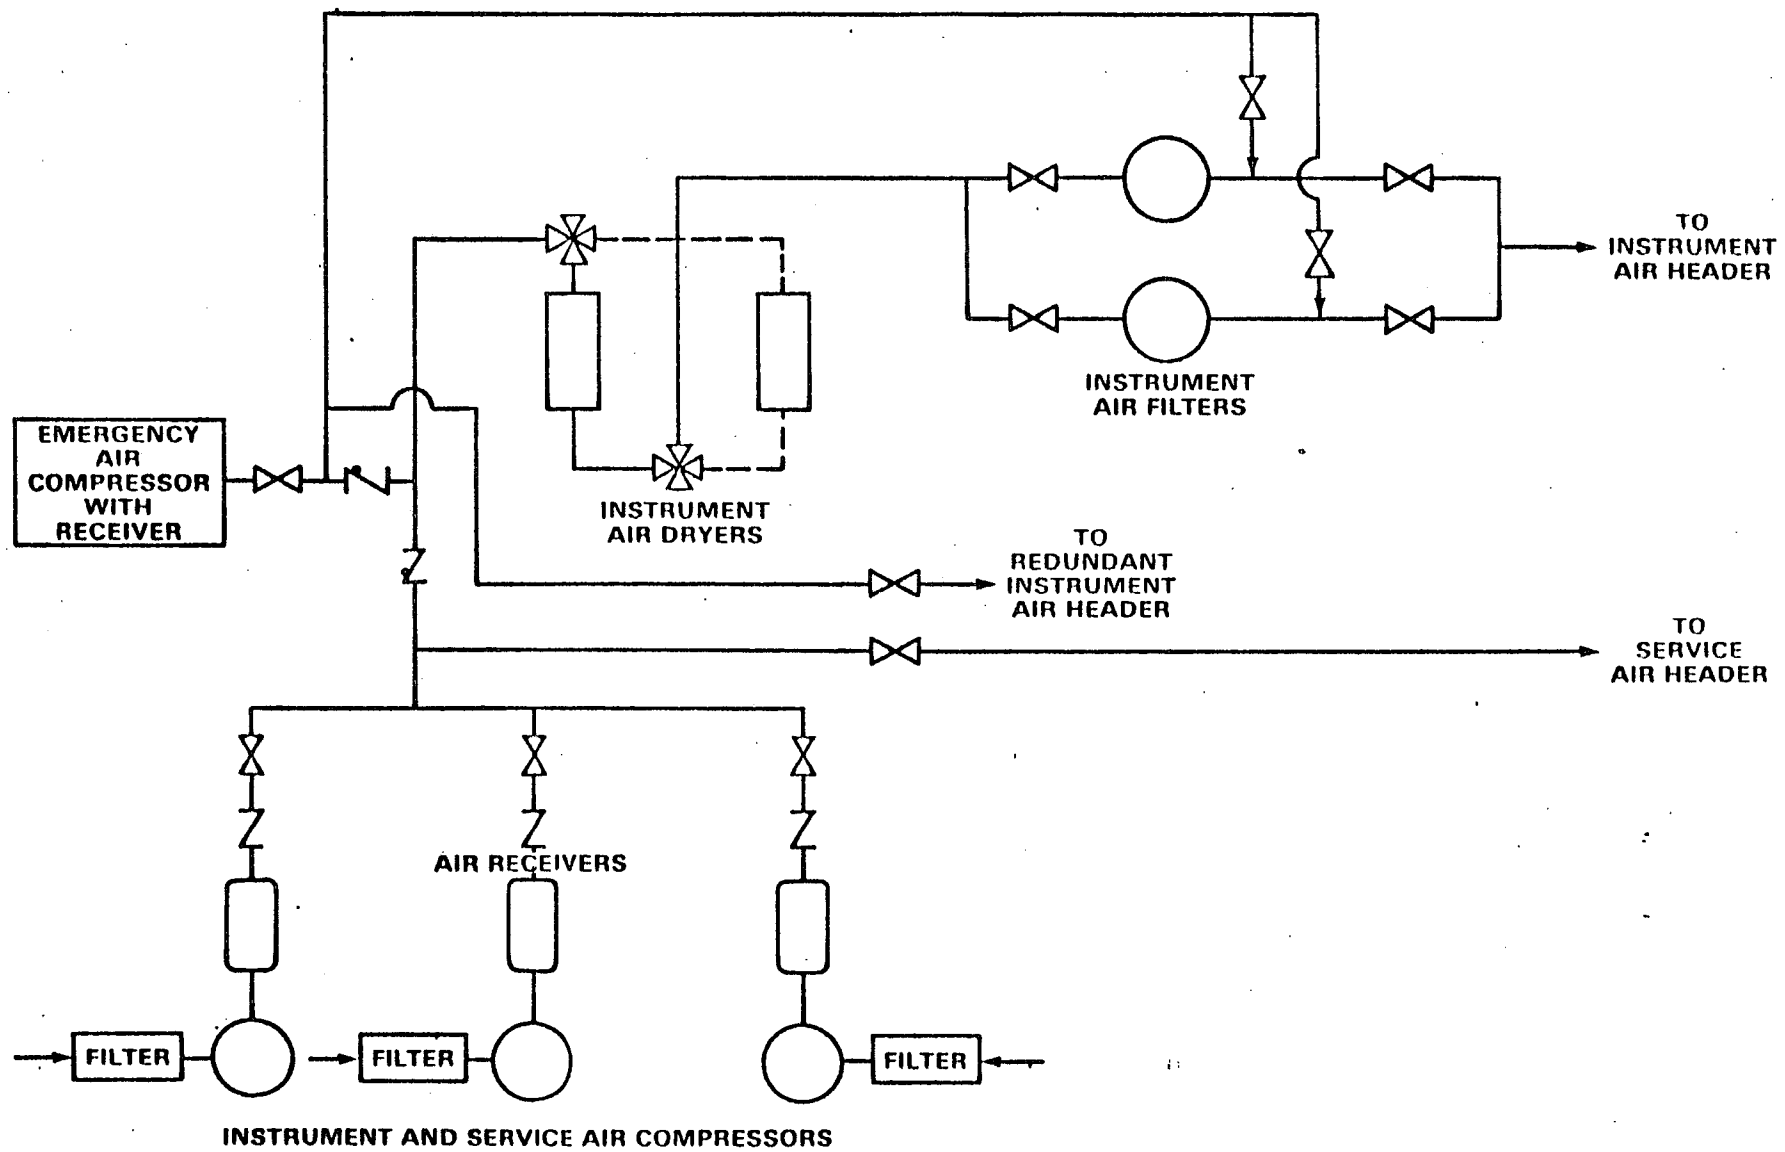 TO
INSTRUMENT
AIR HEADER
INSTRUMENT
AIR FILTERS
EMERGENCY
AIR
COMPRESSOR
WITH
RECEIVER
INSTRUMENT
AIR DRYERS
TO
REDUNDANT
INSTRUMENT
AIR HEADER
TO
SERVICE
AIR HEADER
AIR RECEIVERS
FILTER
FILTER
FILTER
INSTRUMENT AND SERVICE AIR COMPRESSORS